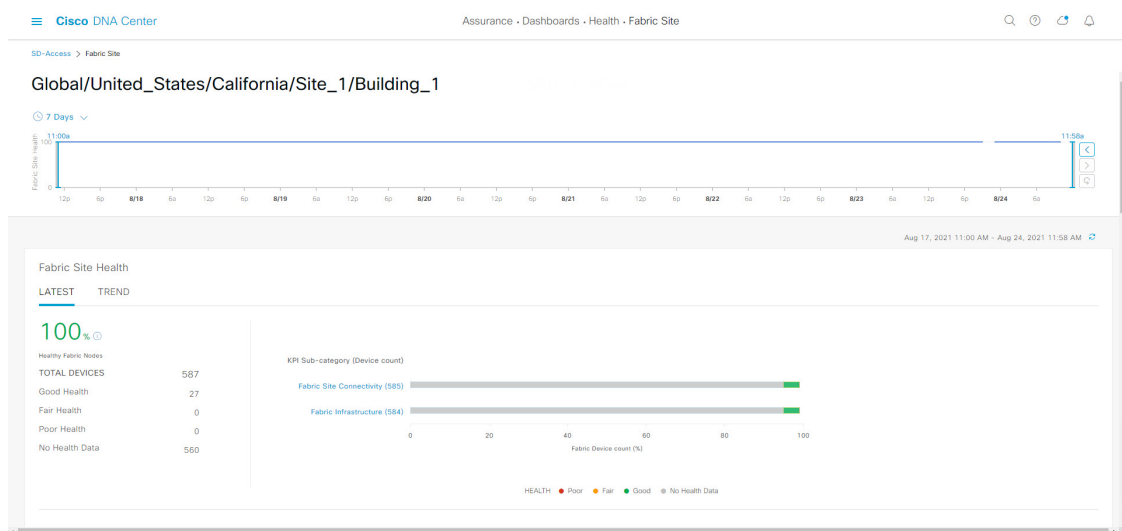 Cisco DNA Center
Assurance • Dashboards • Health • Fabric Site
SD-Access > Fabric Site
Global/United_States/California/Site_1/Building_1
7 Days
11:00a 11:58a
Fabric Site Health
100
0
12p 6p 8/18 6a 12p 6p 8/19 6a 12p 6p 8/20 6a 12p 6p 8/21 6a 12p 6p 8/22 6a 12p 6p 8/23 6a 12p 6p 8/24 6a
Aug 17, 2021 11:00 AM - Aug 24, 2021 11:58 AM
Fabric Site Health
LATEST TREND
100%
Healthy Fabric Nodes
TOTAL DEVICES 587
Good Health 27
Fair Health 0
Poor Health 0
No Health Data 560
KPI Sub-category (Device count)
Fabric Site Connectivity (585)
Fabric Infrastructure (584)
0 20 40 60 80 100
Fabric Device count (%)
HEALTH Poor Fair Good No Health Data